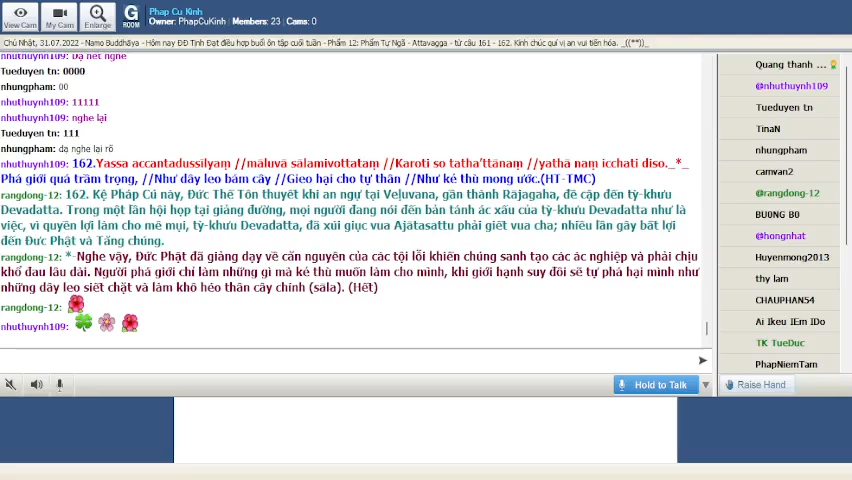 Phap Cu Kinh
Owner: PhapCuKinh | Members: 23 | Cams: 0
View Cam
My Cam
Enlarge
G
ROOM
Chủ Nhật, 31.07.2022 - Namo Buddhāya - Hôm nay ĐĐ Tịnh Đạt điều hợp buổi ôn tập cuối tuần - Phẩm 12: Phẩm Tự Ngã - Attavagga - từ câu 161 - 162. Kính chúc quí vị an vui tiến hóa. _((**))_
nhuthuynh109: Dạ hết nghe
Tueduyen tn: 0000
nhungpham: 00
nhuthuynh109: 11111
nhuthuynh109: nghe lại
Tueduyen tn: 111
nhungpham: dạ nghe lại rõ
nhuthuynh109: 162.Yassa accantadussīlyaṃ //māluvā sālamivottataṃ //Karoti so tatha'ttānaṃ //yathā naṃ icchati diso._*_
Phá giới quá trầm trọng, //Như dây leo bám cây //Gieo hại cho tự thân //Như kẻ thù mong ước.(HT-TMC)
rangdong-12: 162. Kệ Pháp Cú này, Đức Thế Tôn thuyết khi an ngự tại Veḷuvana, gần thành Rājagaha, đề cập đến tỳ-khưu
Devadatta. Trong một lần hội họp tại giảng đường, mọi người đang nói đến bản tánh ác xấu của tỳ-khưu Devadatta như là
việc, vì quyền lợi làm cho mê mụi, tỳ-khưu Devadatta, đã xúi giục vua Ajātasattu phải giết vua cha; nhiều lần gây bất lợi
đến Đức Phật và Tăng chúng.
rangdong-12: *-Như vậy, Đức Phật đã giảng dạy về căn nguyên của các tội lỗi khiến chúng sanh tạo các ác nghiệp và phải chịu
khổ đau lâu dài. Người phá giới chỉ làm những gì mà kẻ thù muốn làm cho mình, khi giới hạnh suy đồi sẽ tự phá hại mình như
những dây leo siết chặt và làm khô héo thân cây chính (sāla). (Hết)
rangdong-12:
nhuthuynh109:
Hold to Talk
Quang thanh ...
@nhuthuynh109
Tueduyen tn
TinaN
nhungpham
camvan2
@rangdong-12
BU0NG B0
@hongnhat
Huyenmong2013
thy lam
CHAUPHAN54
Ai Ikeu IEm IDo
TK TueDuc
PhapNiemTam
Raise Hand